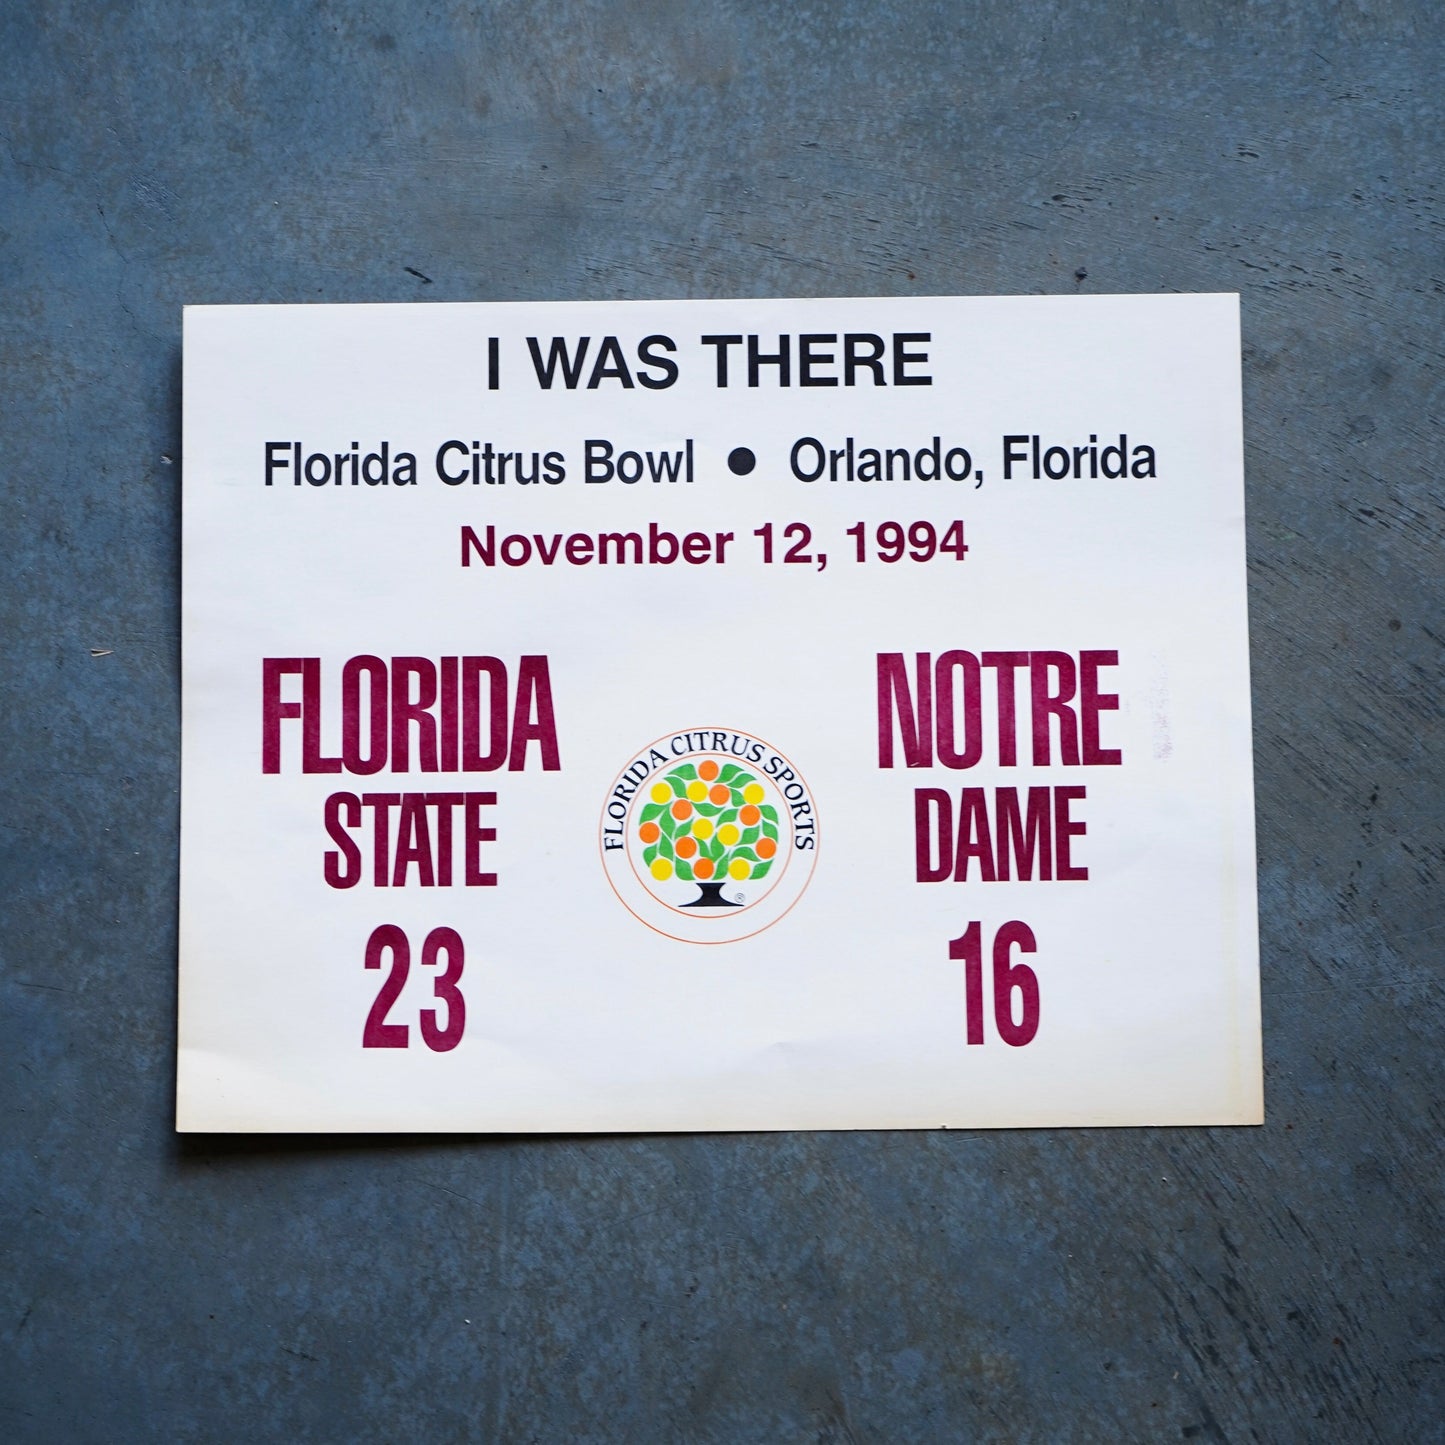 I WAS THERE
Florida Citrus Bowl • Orlando, Florida
November 12, 1994
FLORIDA
STATE
23
FLORIDA CITRUS SPORTS
NOTRE
DAME
16